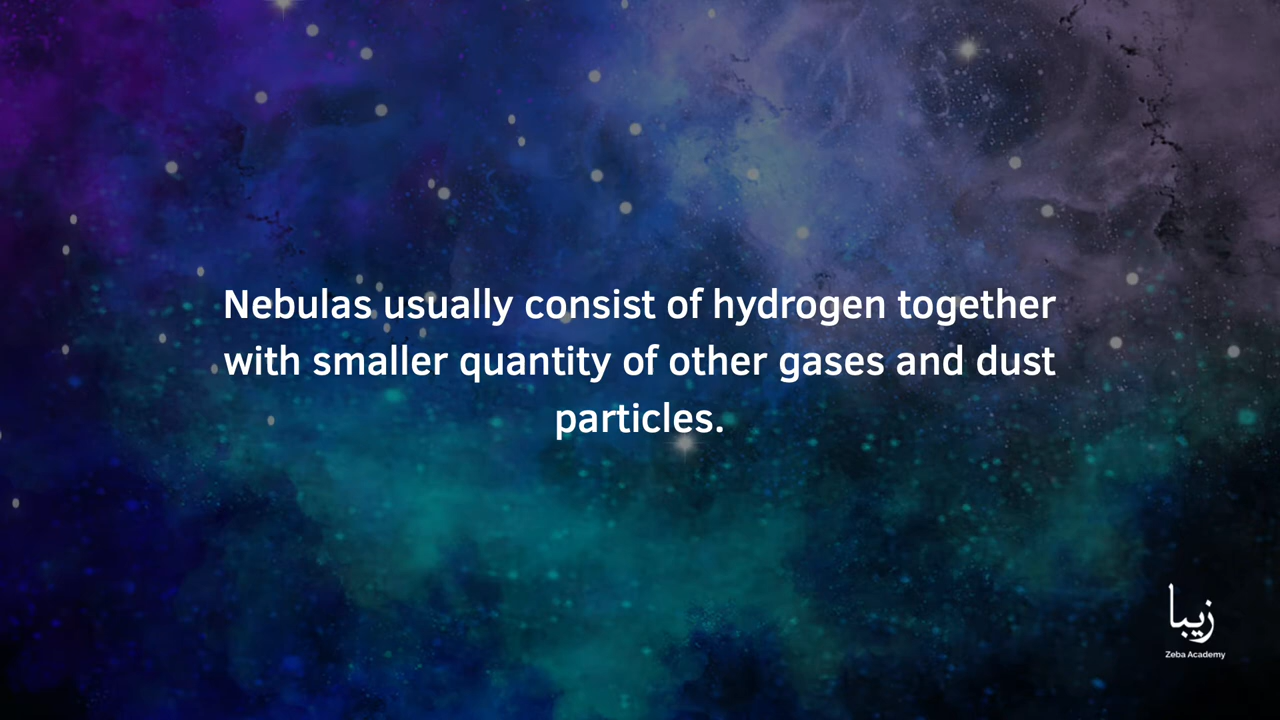 Nebulas usually consist of hydrogen together
with smaller quantity of other gases and dust
particles.
زيبا
Zeba Academy